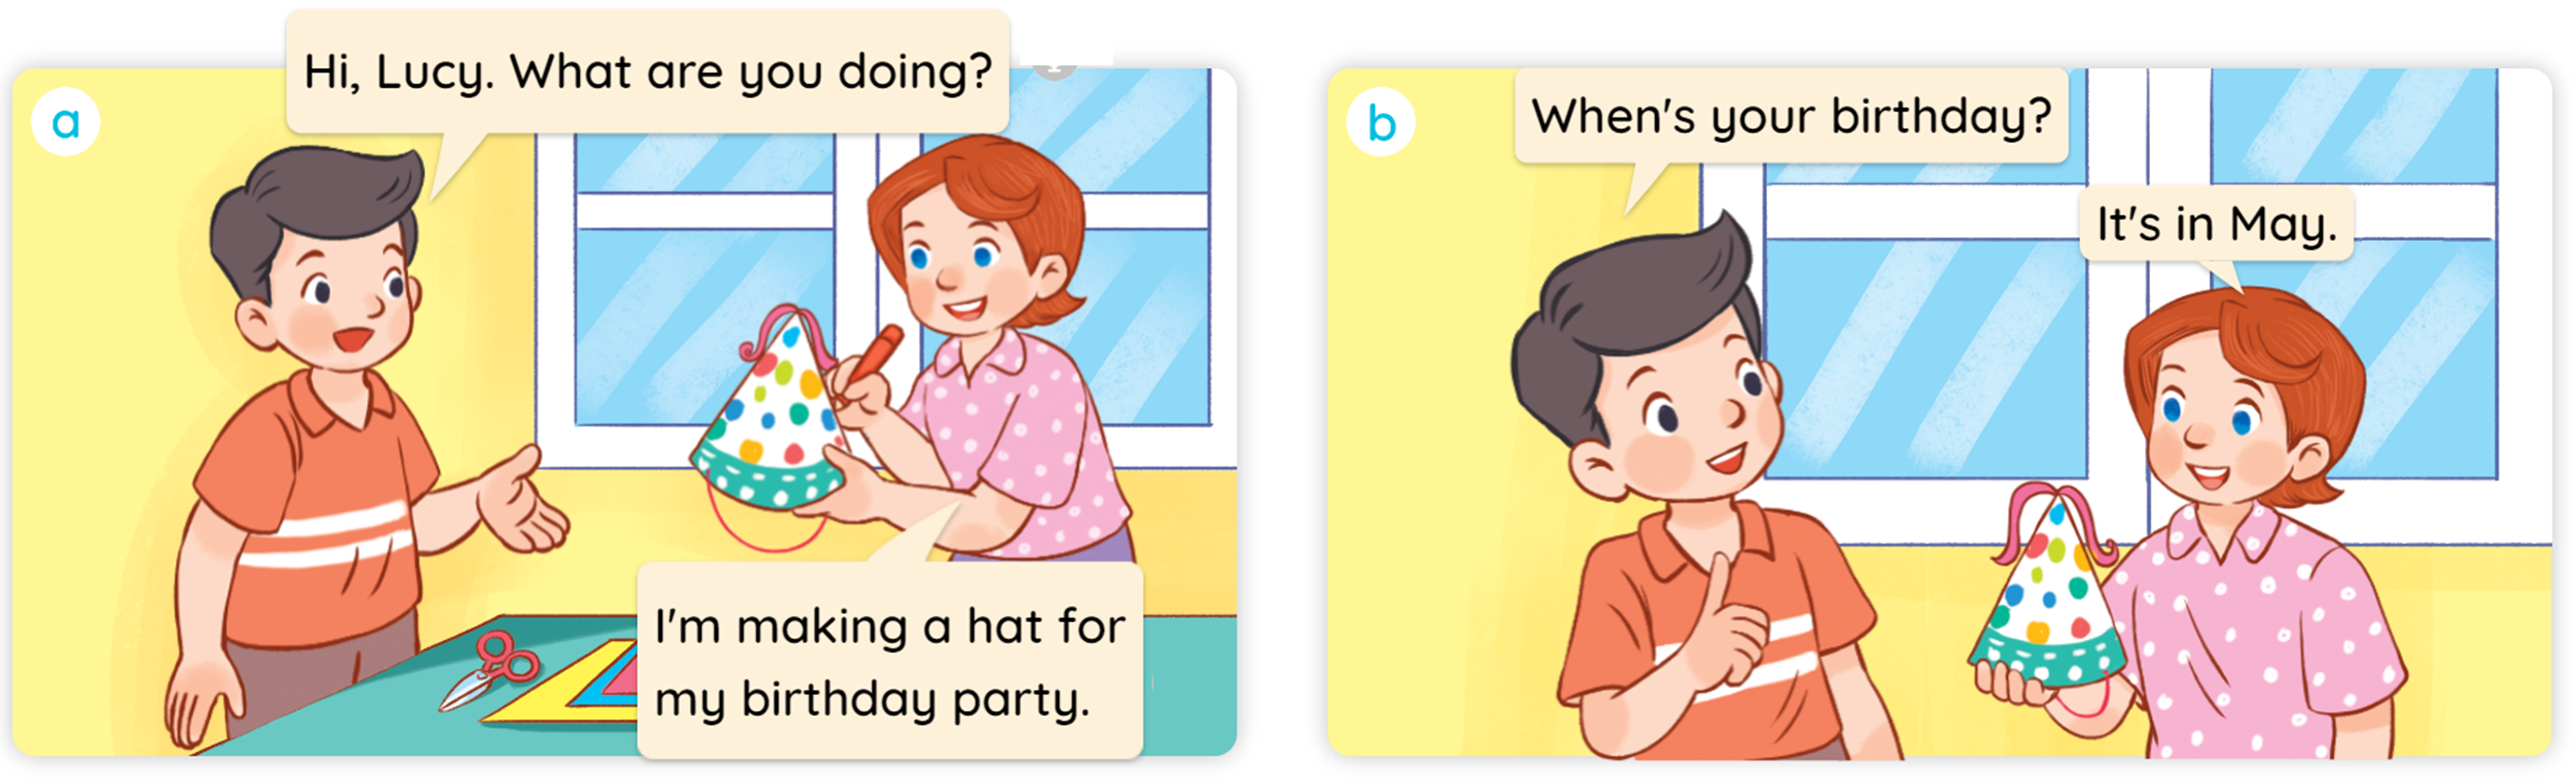 a
Hi, Lucy. What are you doing?
I'm making a hat for
my birthday party.
b
When's your birthday?
It's in May.